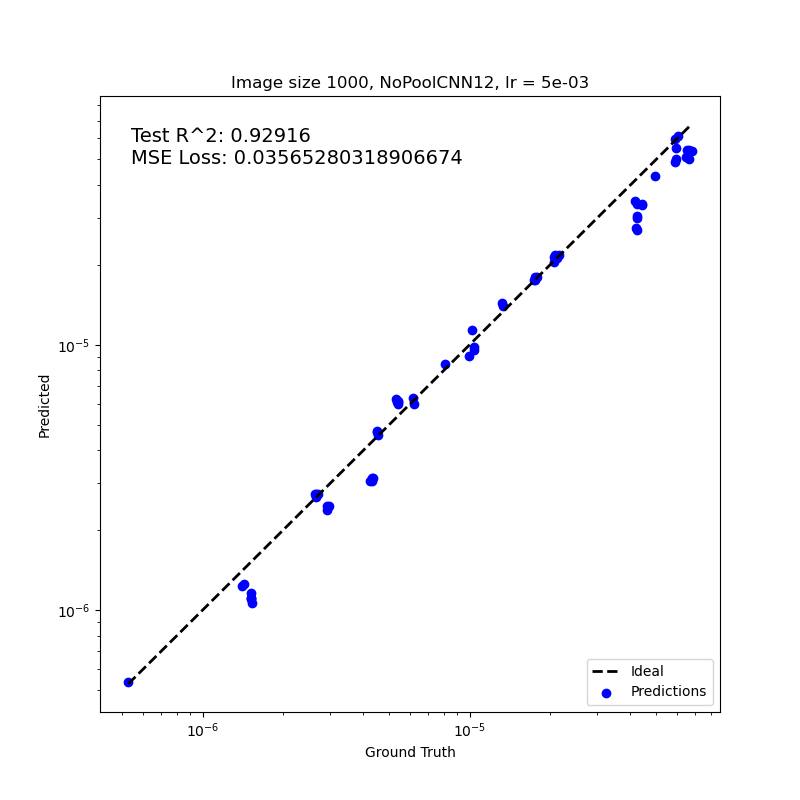 Image size 1000, NoPoolCNN12, lr = 5e-03
Test R^2: 0.92916
MSE Loss: 0.03565280318906674
10⁻⁵
Predicted
10⁻⁶
Ideal
Predictions
10⁻⁶ 10⁻⁵
Ground Truth